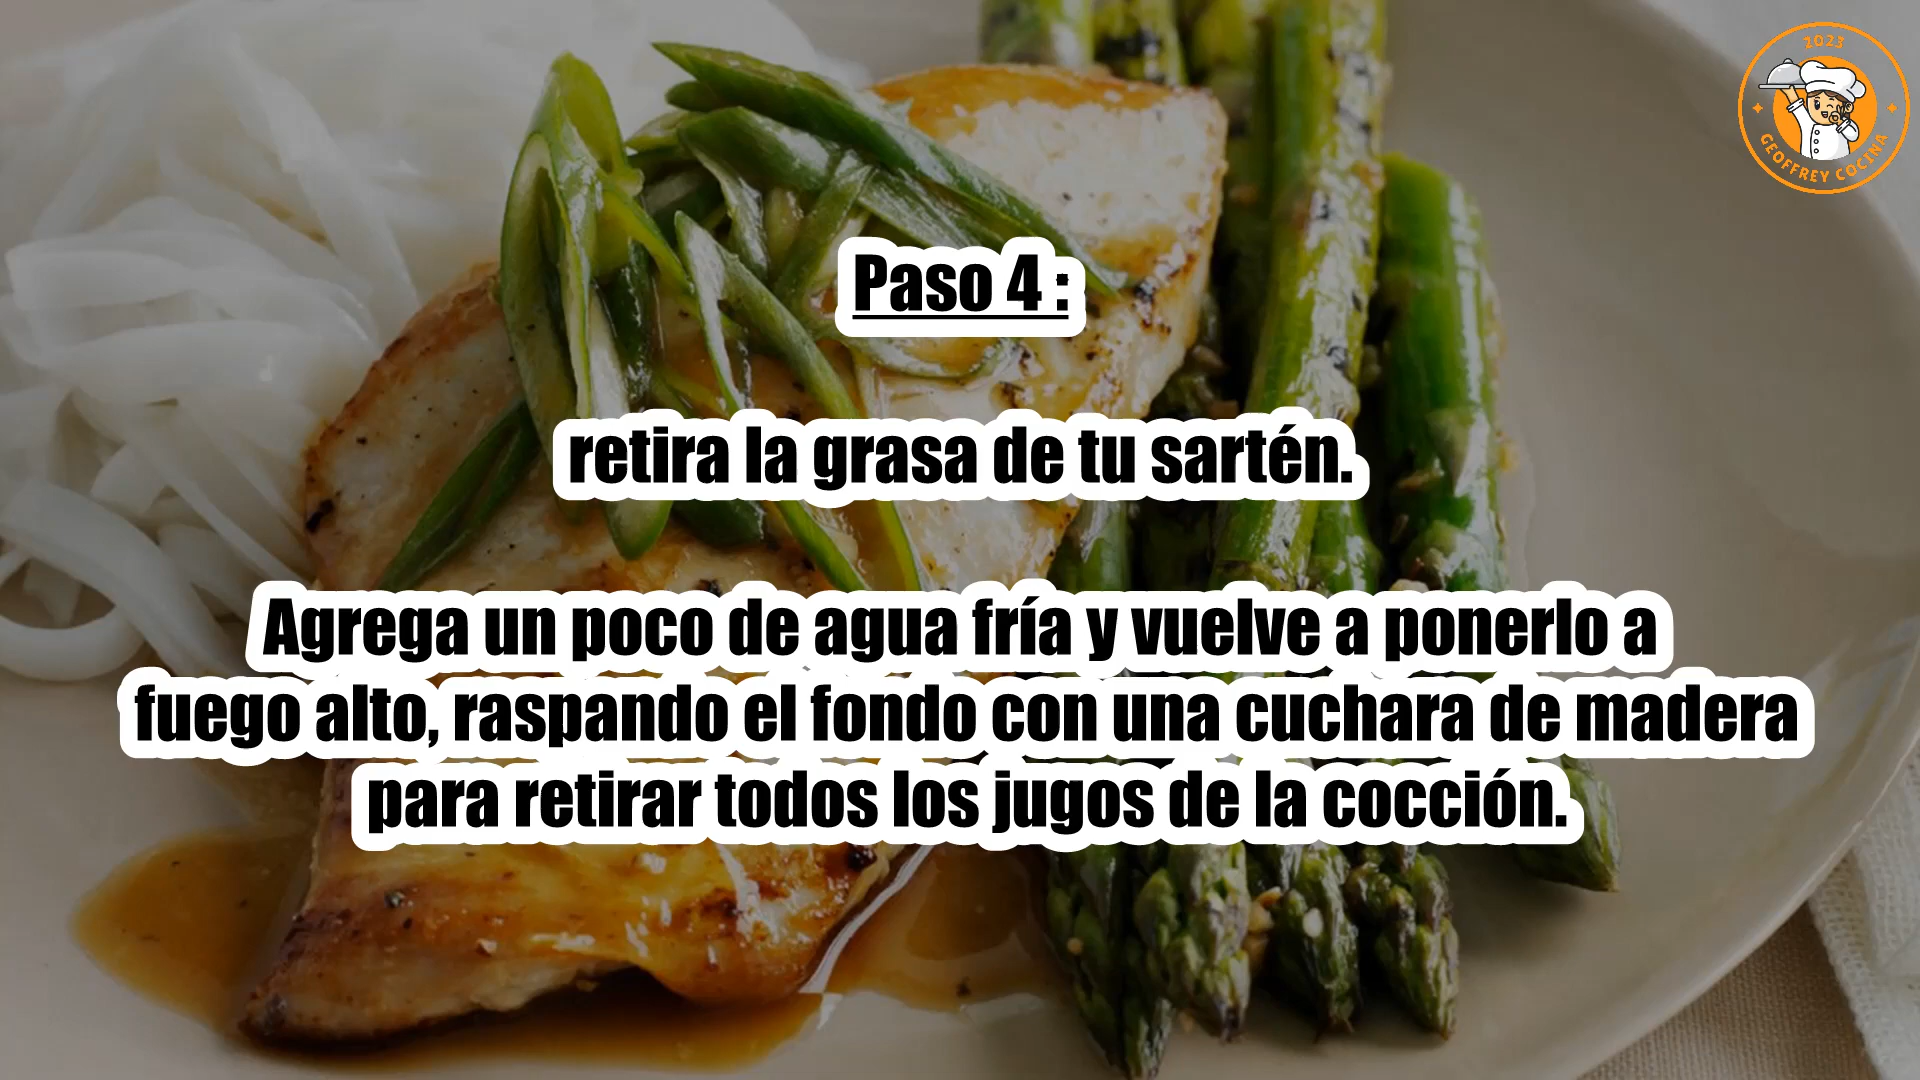 2023
GEOFFREY COCINA
Paso 4 :
retira la grasa de tu sartén.
Agrega un poco de agua fría y vuelve a ponerlo a
fuego alto, raspando el fondo con una cuchara de madera
para retirar todos los jugos de la cocción.